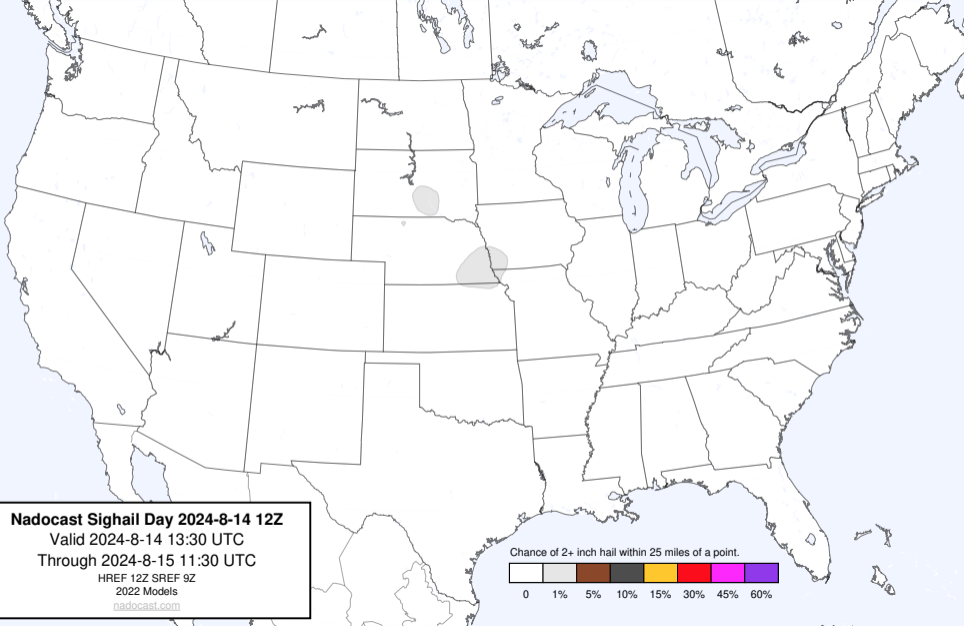 Nadocast Sighail Day 2024-8-14 12Z
Valid 2024-8-14 13:30 UTC
Through 2024-8-15 11:30 UTC
HREF 12Z SREF 9Z
2022 Models
nadocast.com
Chance of 2+ inch hail within 25 miles of a point.
0 1% 5% 10% 15% 30% 45% 60%